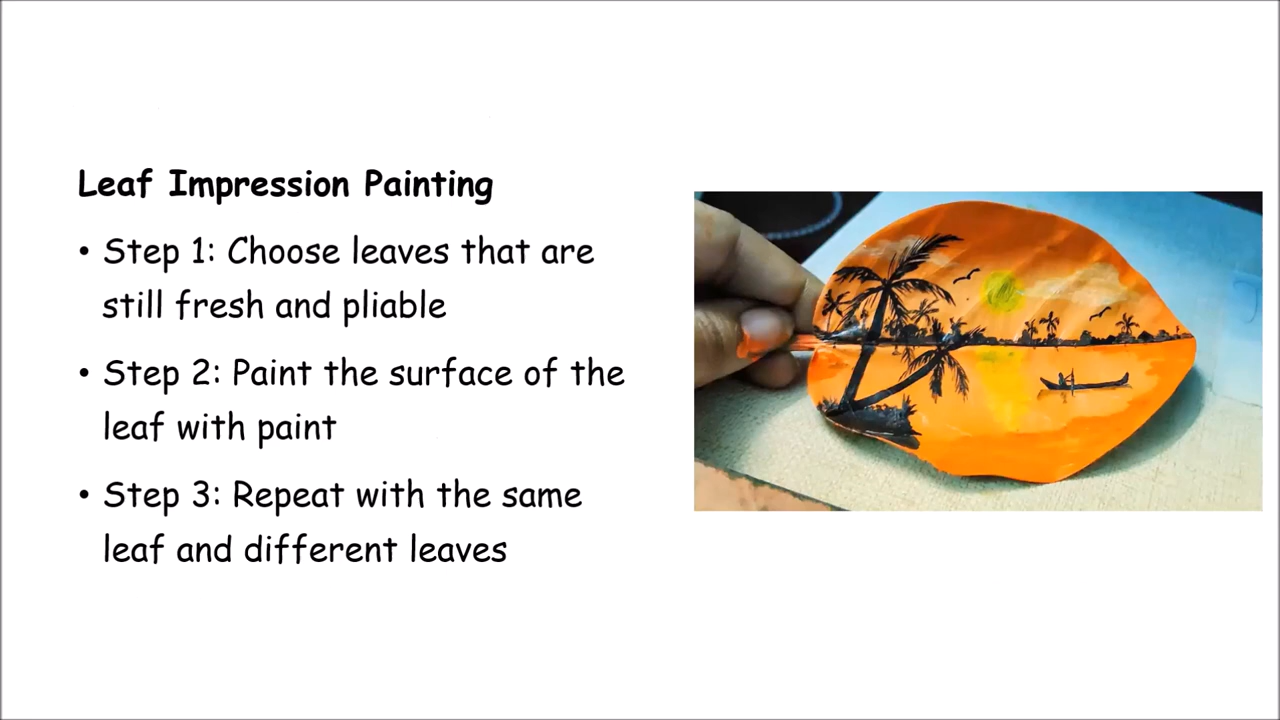 Leaf Impression Painting
• Step 1: Choose leaves that are
still fresh and pliable
• Step 2: Paint the surface of the
leaf with paint
• Step 3: Repeat with the same
leaf and different leaves